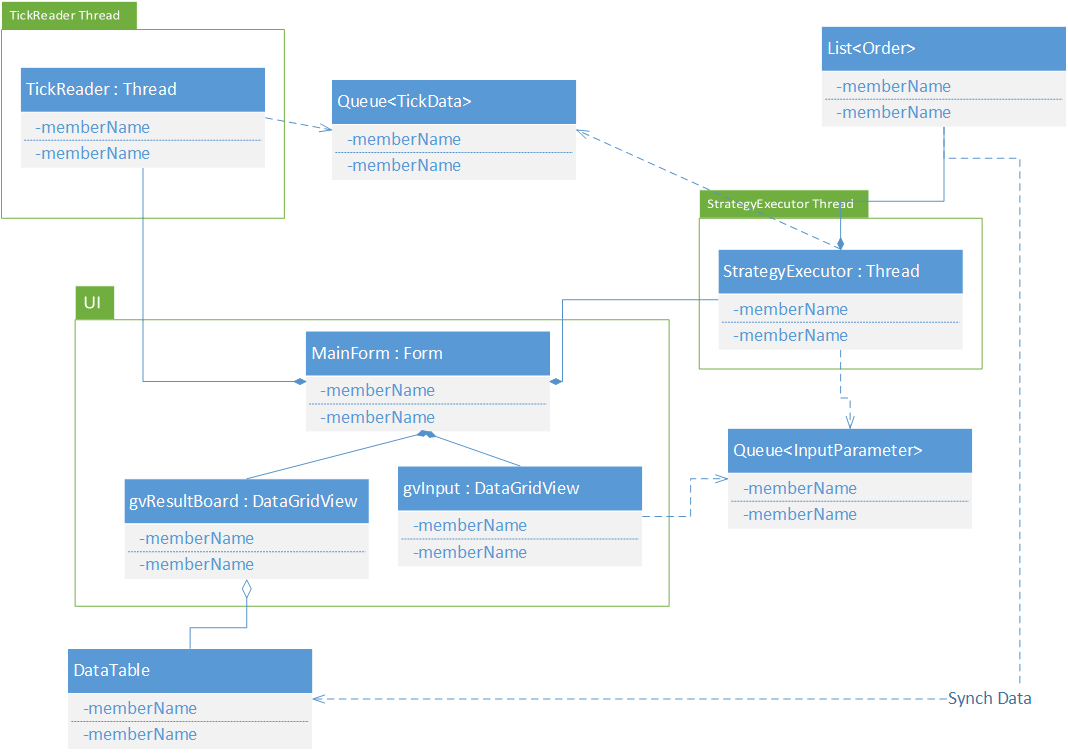 TickReader Thread
TickReader : Thread
-memberName
-memberName
Queue<TickData>
-memberName
-memberName
List<Order>
-memberName
-memberName
StrategyExecutor Thread
StrategyExecutor : Thread
-memberName
-memberName
UI
MainForm : Form
-memberName
-memberName
gvResultBoard : DataGridView
-memberName
-memberName
gvInput : DataGridView
-memberName
-memberName
Queue<InputParameter>
-memberName
-memberName
DataTable
-memberName
-memberName
Synch Data